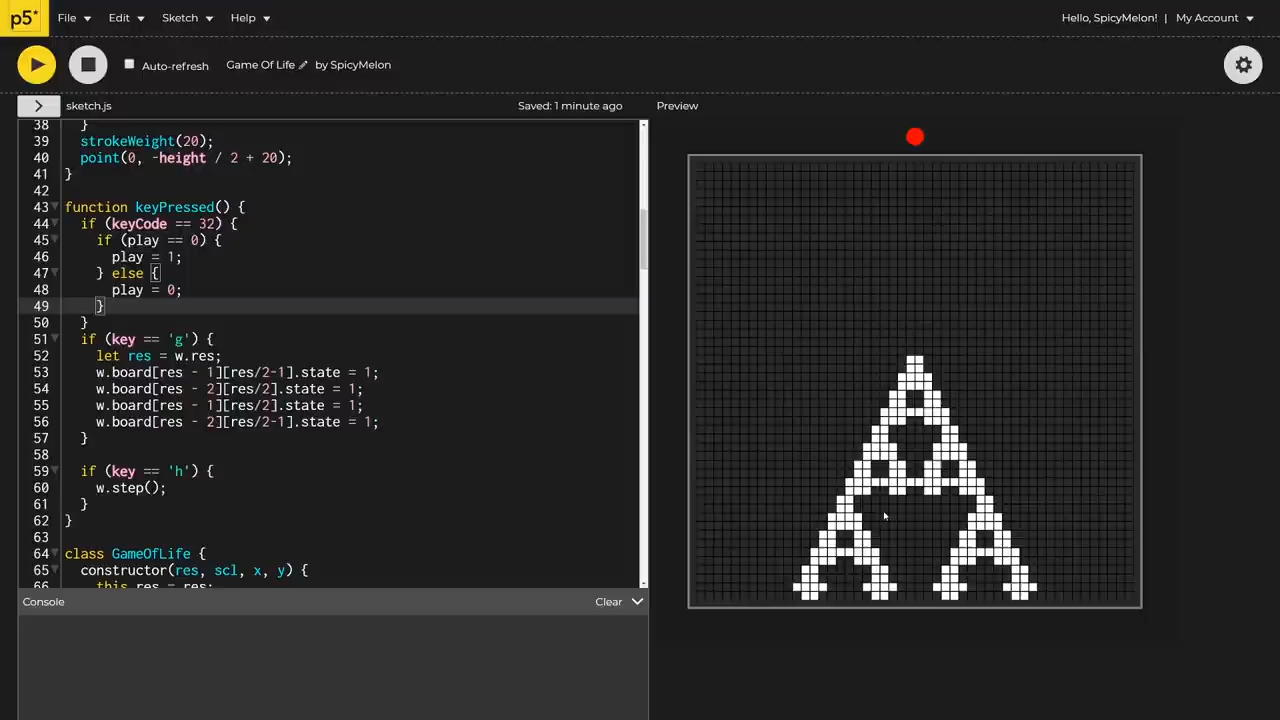 p5* File Edit Sketch Help Hello, SpicyMelon! | My Account
Auto-refresh Game Of Life by SpicyMelon
> sketch.js Saved: 1 minute ago Preview
38 }
39 strokeWeight(20);
40 point(0, -height / 2 + 20);
41 }
42
43 function keyPressed() {
44 if (keyCode == 32) {
45 if (play == 0) {
46 play = 1;
47 } else {
48 play = 0;
49 }
50 }
51 if (key == 'g') {
52 let res = w.res;
53 w.board[res - 1][res/2-1].state = 1;
54 w.board[res - 2][res/2].state = 1;
55 w.board[res - 1][res/2].state = 1;
56 w.board[res - 2][res/2-1].state = 1;
57 }
58
59 if (key == 'h') {
60 w.step();
61 }
62 }
63
64 class GameOfLife {
65 constructor(res, scl, x, y) {
66 this.res = res;
Console Clear